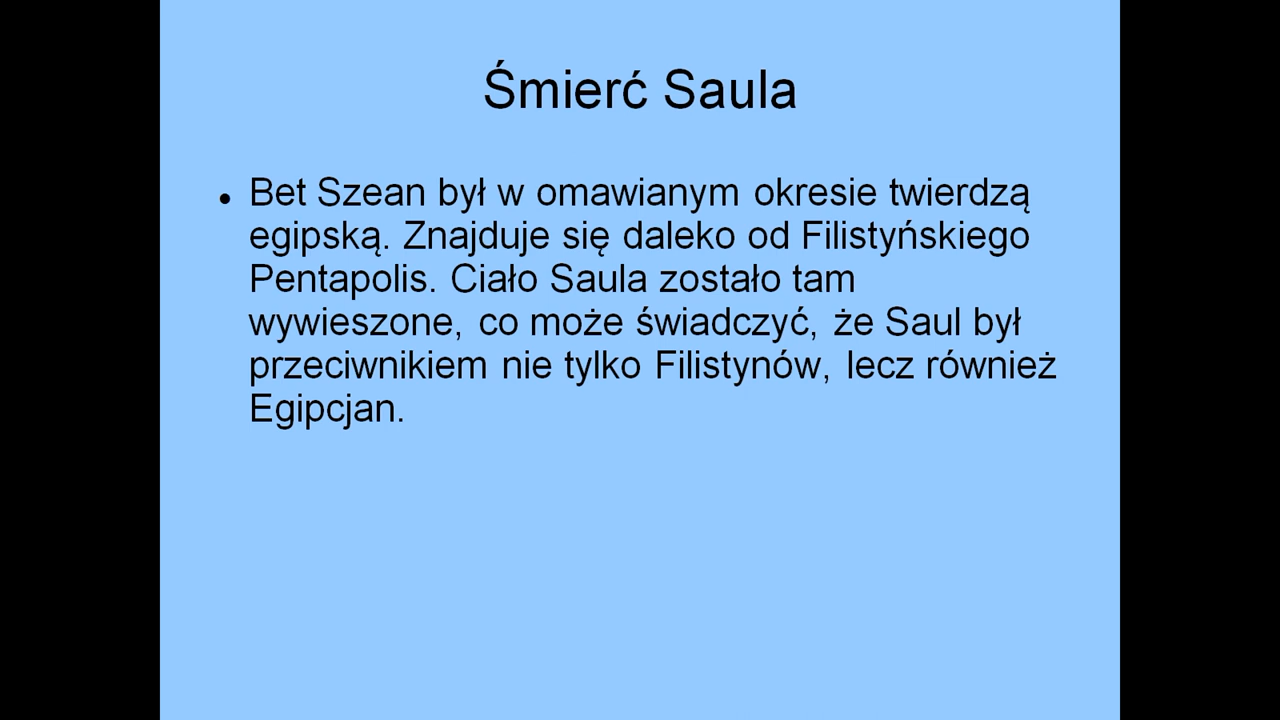 Śmierć Saula
● Bet Szean był w omawianym okresie twierdzą
egipską. Znajduje się daleko od Filistyńskiego
Pentapolis. Ciało Saula zostało tam
wywieszone, co może świadczyć, że Saul był
przeciwnikiem nie tylko Filistynów, lecz również
Egipcjan.